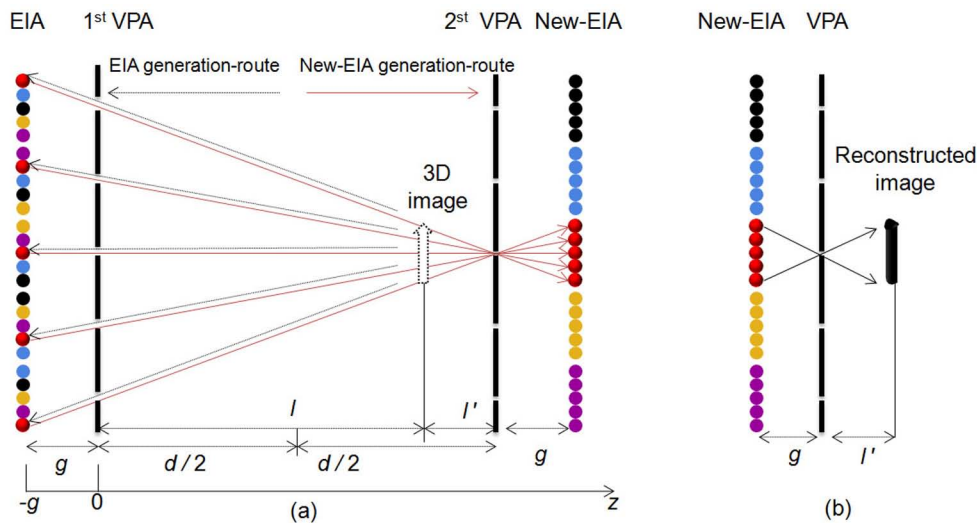 EIA 1st VPA 2st VPA New-EIA New-EIA VPA
EIA generation-route New-EIA generation-route
3D
image
Reconstructed
image
l l'
g d/2 d/2 g g l'
-g 0 (a) z (b)